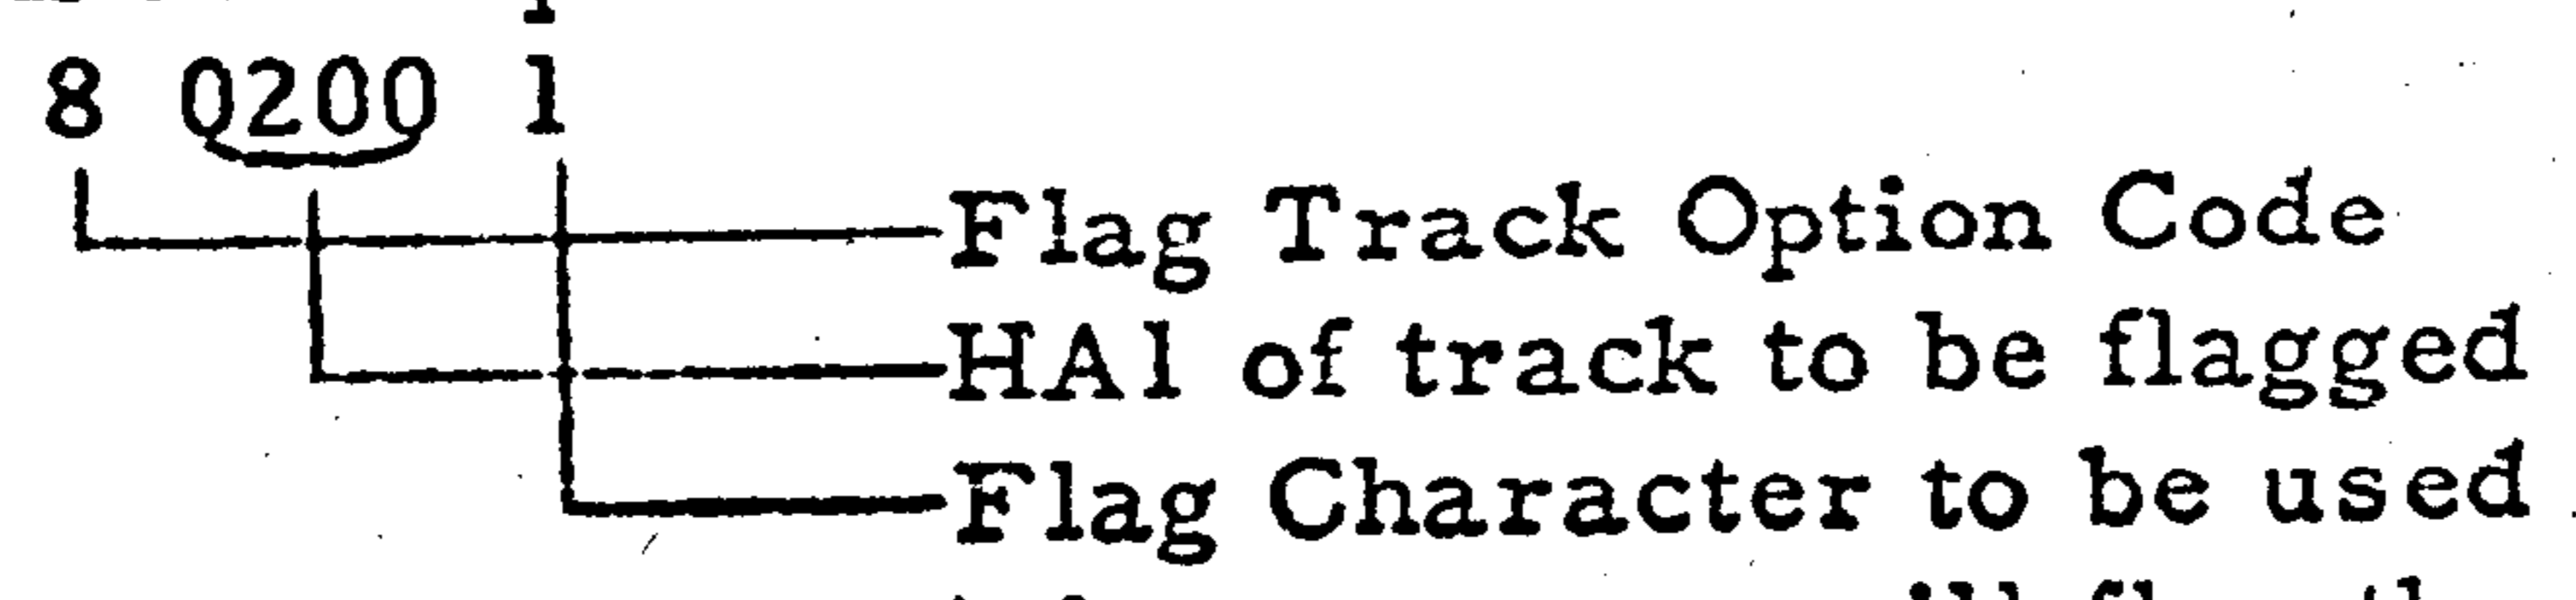 8 0200 1
Flag Track Option Code
HA1 of track to be flagged
Flag Character to be used